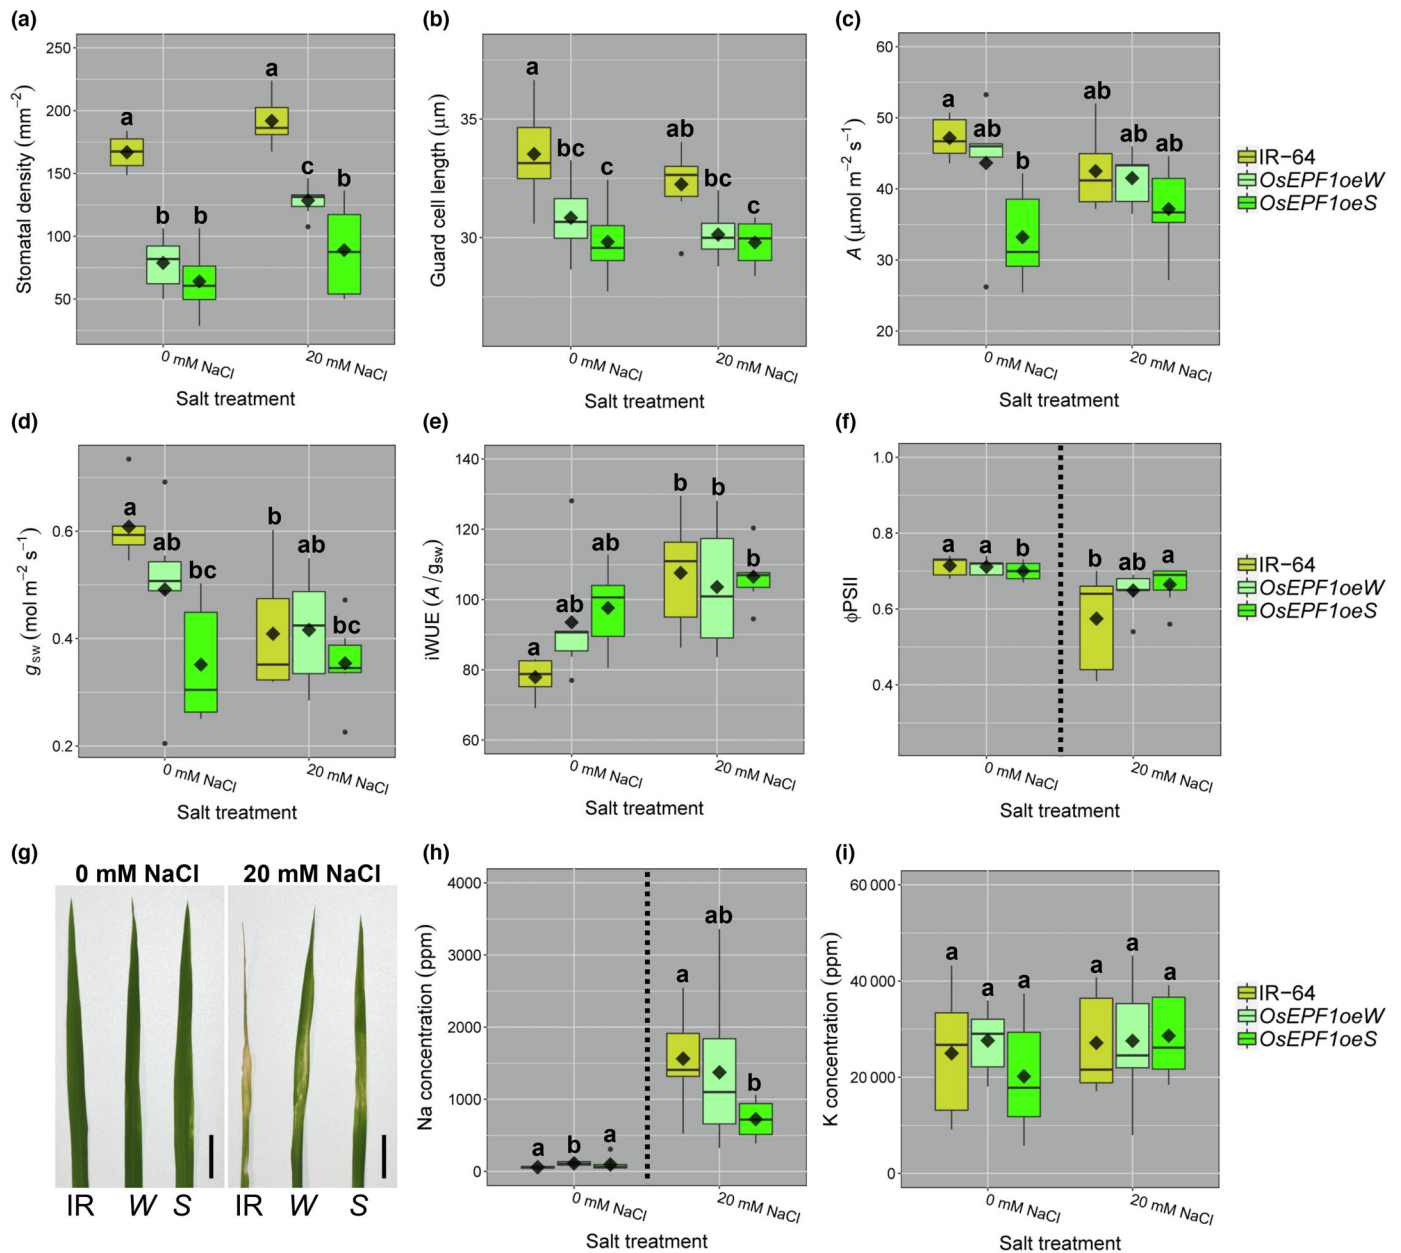 (a)
Stomatal density (mm⁻²)
250
200
150
100
50
a
b
b
a
c
b
0 mM NaCl
20 mM NaCl
Salt treatment
(b)
Guard cell length (μm)
35
30
a
bc
c
ab
bc
c
0 mM NaCl
20 mM NaCl
Salt treatment
(c)
A (μmol m⁻² s⁻¹)
60
50
40
30
20
a
ab
b
ab
ab
ab
0 mM NaCl
20 mM NaCl
Salt treatment
IR−64
OsEPF1oeW
OsEPF1oeS
(d)
gsw (mol m⁻² s⁻¹)
0.6
0.4
0.2
a
ab
bc
b
ab
bc
0 mM NaCl
20 mM NaCl
Salt treatment
(e)
iWUE (A /gsw)
140
120
100
80
60
a
ab
ab
b
b
b
0 mM NaCl
20 mM NaCl
Salt treatment
(f)
ϕPSII
1.0
0.8
0.6
0.4
a
a
b
b
ab
a
0 mM NaCl
20 mM NaCl
Salt treatment
IR−64
OsEPF1oeW
OsEPF1oeS
(g)
0 mM NaCl
20 mM NaCl
IR W S
IR W S
(h)
Na concentration (ppm)
4000
3000
2000
1000
0
a
b
a
a
ab
b
0 mM NaCl
20 mM NaCl
Salt treatment
(i)
K concentration (ppm)
60 000
40 000
20 000
0
a
a
a
a
a
a
0 mM NaCl
20 mM NaCl
Salt treatment
IR−64
OsEPF1oeW
OsEPF1oeS